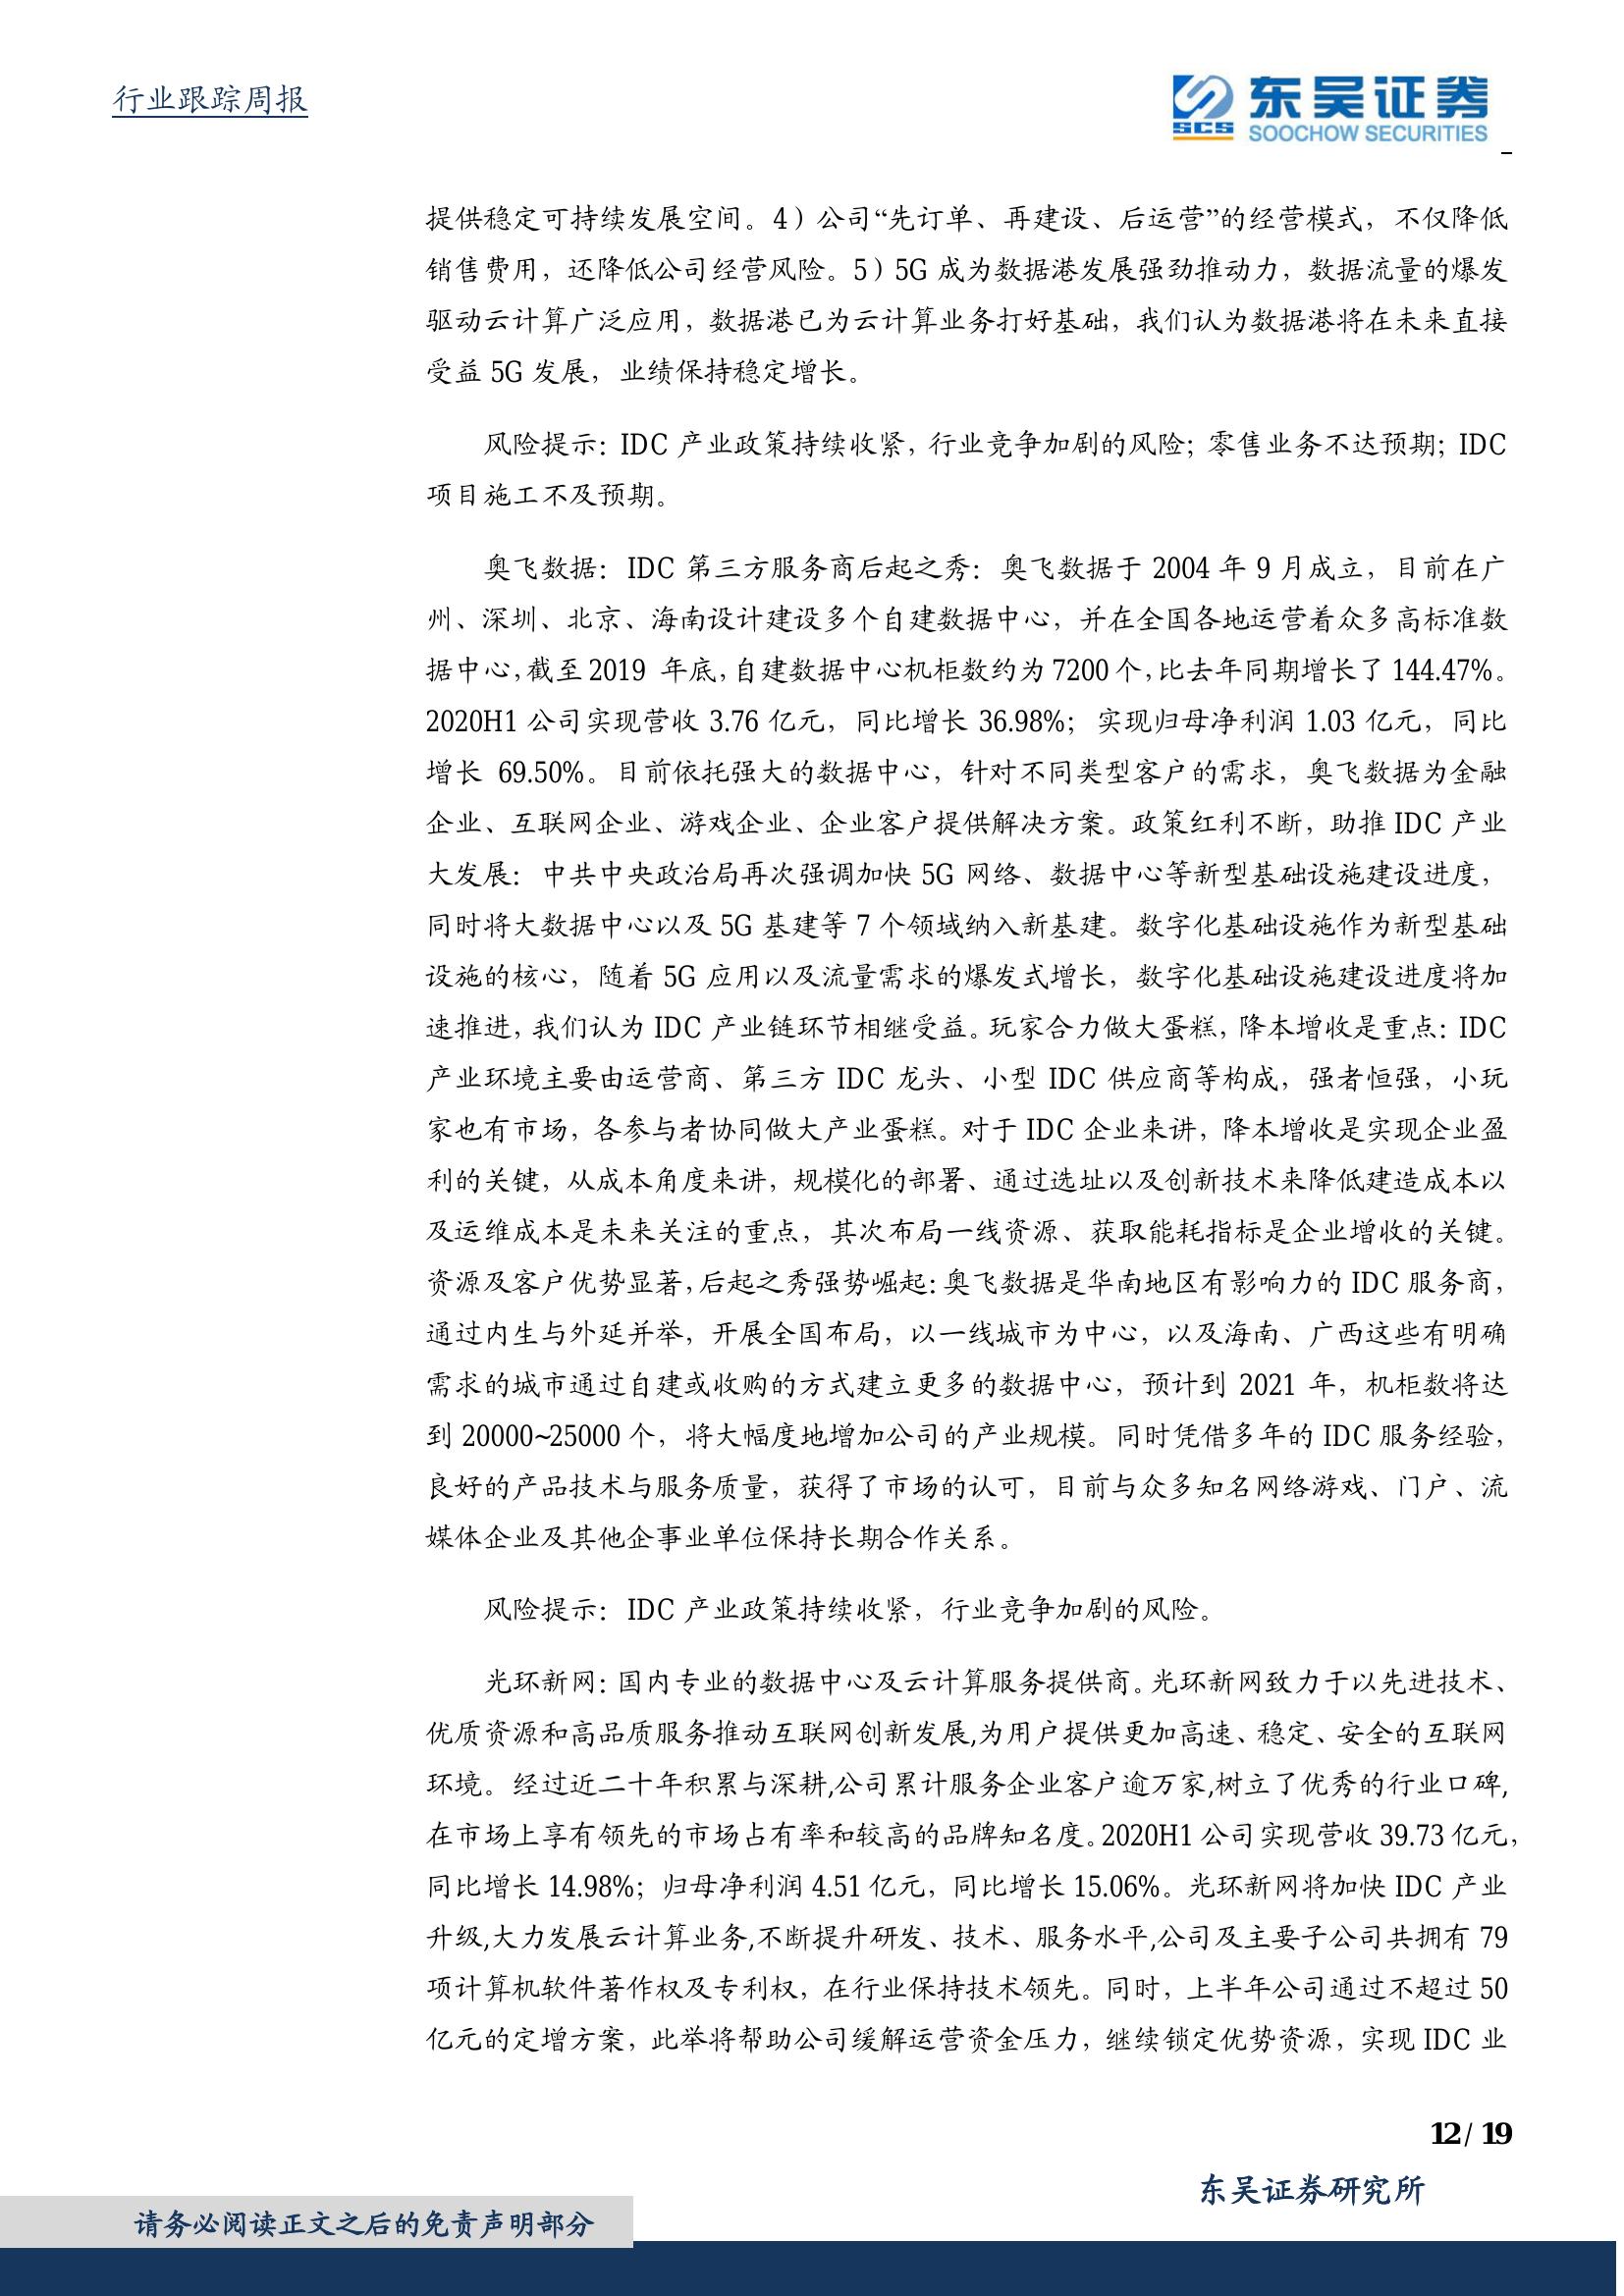 行业跟踪周报
SCS 东吴证券
SOOCHOW SECURITIES
提供稳定可持续发展空间。4）公司“先订单、再建设、后运营”的经营模式，不仅降低
销售费用，还降低公司经营风险。5）5G 成为数据港发展强劲推动力，数据流量的爆发
驱动云计算广泛应用，数据港已为云计算业务打好基础，我们认为数据港将在未来直接
受益 5G 发展，业绩保持稳定增长。
风险提示：IDC 产业政策持续收紧，行业竞争加剧的风险；零售业务不达预期；IDC
项目施工不及预期。
奥飞数据：IDC 第三方服务商后起之秀：奥飞数据于 2004 年 9 月成立，目前在广
州、深圳、北京、海南设计建设多个自建数据中心，并在全国各地运营着众多高标准数
据中心，截至 2019 年底，自建数据中心机柜数约为 7200 个，比去年同期增长了 144.47%。
2020H1 公司实现营收 3.76 亿元，同比增长 36.98%；实现归母净利润 1.03 亿元，同比
增长 69.50%。目前依托强大的数据中心，针对不同类型客户的需求，奥飞数据为金融
企业、互联网企业、游戏企业、企业客户提供解决方案。政策红利不断，助推 IDC 产业
大发展：中共中央政治局再次强调加快 5G 网络、数据中心等新型基础设施建设进度，
同时将大数据中心以及 5G 基建等 7 个领域纳入新基建。数字化基础设施作为新型基础
设施的核心，随着 5G 应用以及流量需求的爆发式增长，数字化基础设施建设进度将加
速推进，我们认为 IDC 产业链环节相继受益。玩家合力做大蛋糕，降本增收是重点：IDC
产业环境主要由运营商、第三方 IDC 龙头、小型 IDC 供应商等构成，强者恒强，小玩
家也有市场，各参与者协同做大产业蛋糕。对于 IDC 企业来讲，降本增收是实现企业盈
利的关键，从成本角度来讲，规模化的部署、通过选址以及创新技术来降低建造成本以
及运维成本是未来关注的重点，其次布局一线资源、获取能耗指标是企业增收的关键。
资源及客户优势显著，后起之秀强势崛起：奥飞数据是华南地区有影响力的 IDC 服务商，
通过内生与外延并举，开展全国布局，以一线城市为中心，以及海南、广西这些有明确
需求的城市通过自建或收购的方式建立更多的数据中心，预计到 2021 年，机柜数将达
到 20000~25000 个，将大幅度地增加公司的产业规模。同时凭借多年的 IDC 服务经验，
良好的产品技术与服务质量，获得了市场的认可，目前与众多知名网络游戏、门户、流
媒体企业及其他企事业单位保持长期合作关系。
风险提示：IDC 产业政策持续收紧，行业竞争加剧的风险。
光环新网：国内专业的数据中心及云计算服务提供商。光环新网致力于以先进技术、
优质资源和高品质服务推动互联网创新发展,为用户提供更加高速、稳定、安全的互联网
环境。经过近二十年积累与深耕,公司累计服务企业客户逾万家,树立了优秀的行业口碑,
在市场上享有领先的市场占有率和较高的品牌知名度。2020H1 公司实现营收 39.73 亿元，
同比增长 14.98%；归母净利润 4.51 亿元，同比增长 15.06%。光环新网将加快 IDC 产业
升级,大力发展云计算业务,不断提升研发、技术、服务水平,公司及主要子公司共拥有 79
项计算机软件著作权及专利权，在行业保持技术领先。同时，上半年公司通过不超过 50
亿元的定增方案，此举将帮助公司缓解运营资金压力，继续锁定优势资源，实现 IDC 业
12 / 19
东吴证券研究所
请务必阅读正文之后的免责声明部分